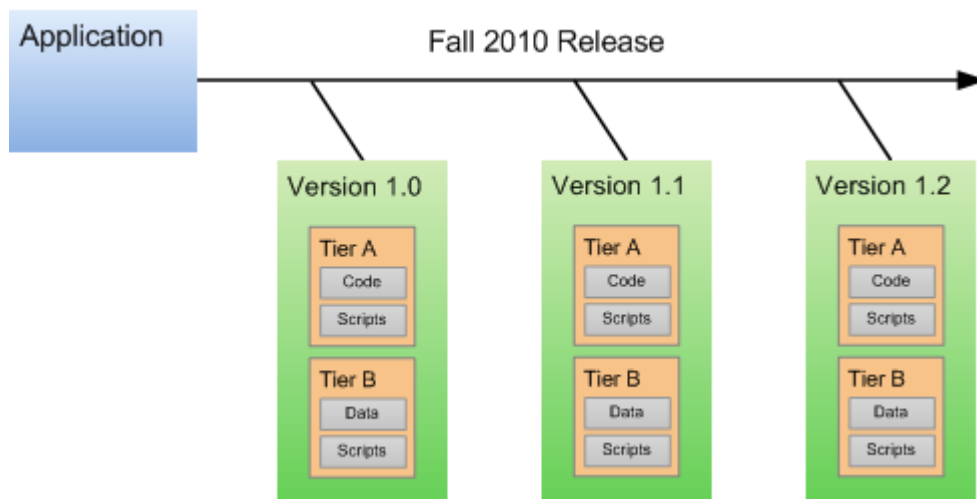 Application
Fall 2010 Release
Version 1.0
Tier A
Code
Scripts
Tier B
Data
Scripts
Version 1.1
Tier A
Code
Scripts
Tier B
Data
Scripts
Version 1.2
Tier A
Code
Scripts
Tier B
Data
Scripts